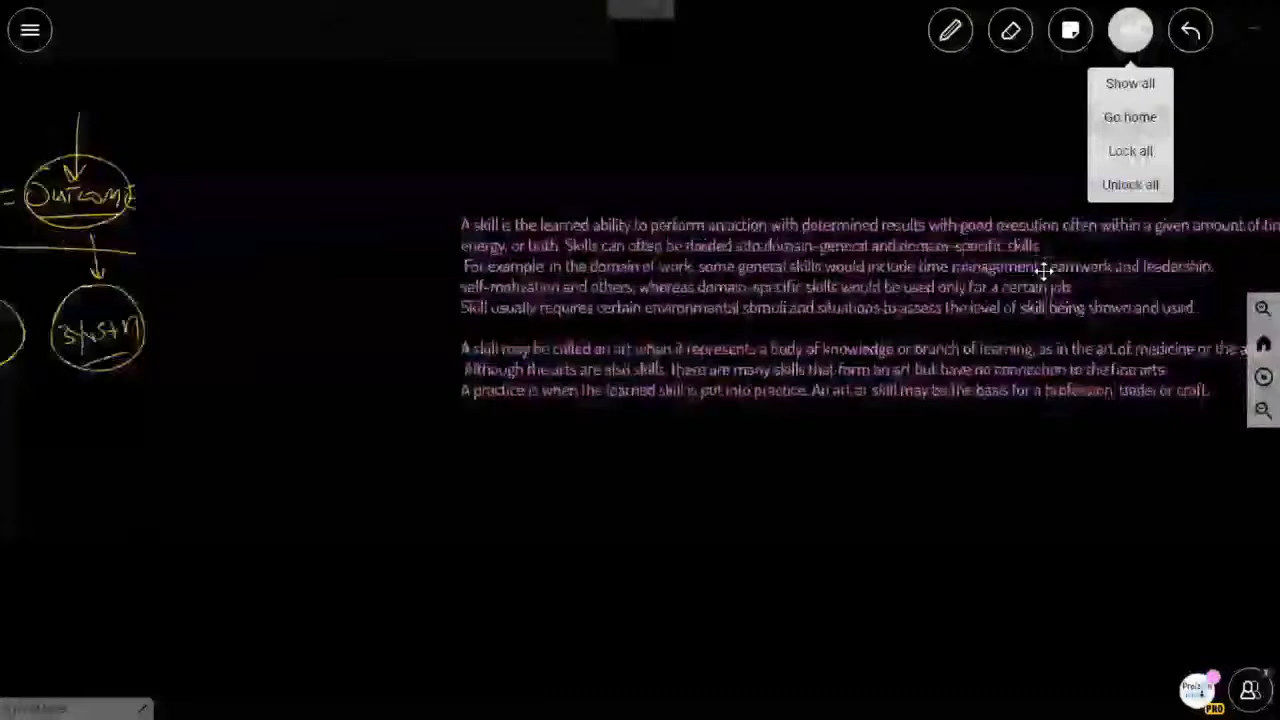 Show all
Go home
Lock all
Unlock all
= OUTCOME
system
A skill is the learned ability to perform an action with determined results with good execution often within a given amount of
energy, or both. Skills can often be divided into domain-general and domain-specific skills
For example in the domain of work, some general skills would include time management, teamwork and leadership,
self-motivation and others, whereas domain-specific skills would be used only for a certain job
Skill usually requires certain environmental stimuli and situations to assess the level of skill being shown and used.
A skill may be called an art when it represents a body of knowledge or branch of learning, as in the art of medicine or the a
Although the arts are also skills, there are many skills that form an art but have no connection to the fine arts
A practice is when the learned skill is put into practice. An art or skill may be the basis for a profession, trade or craft.
PRO